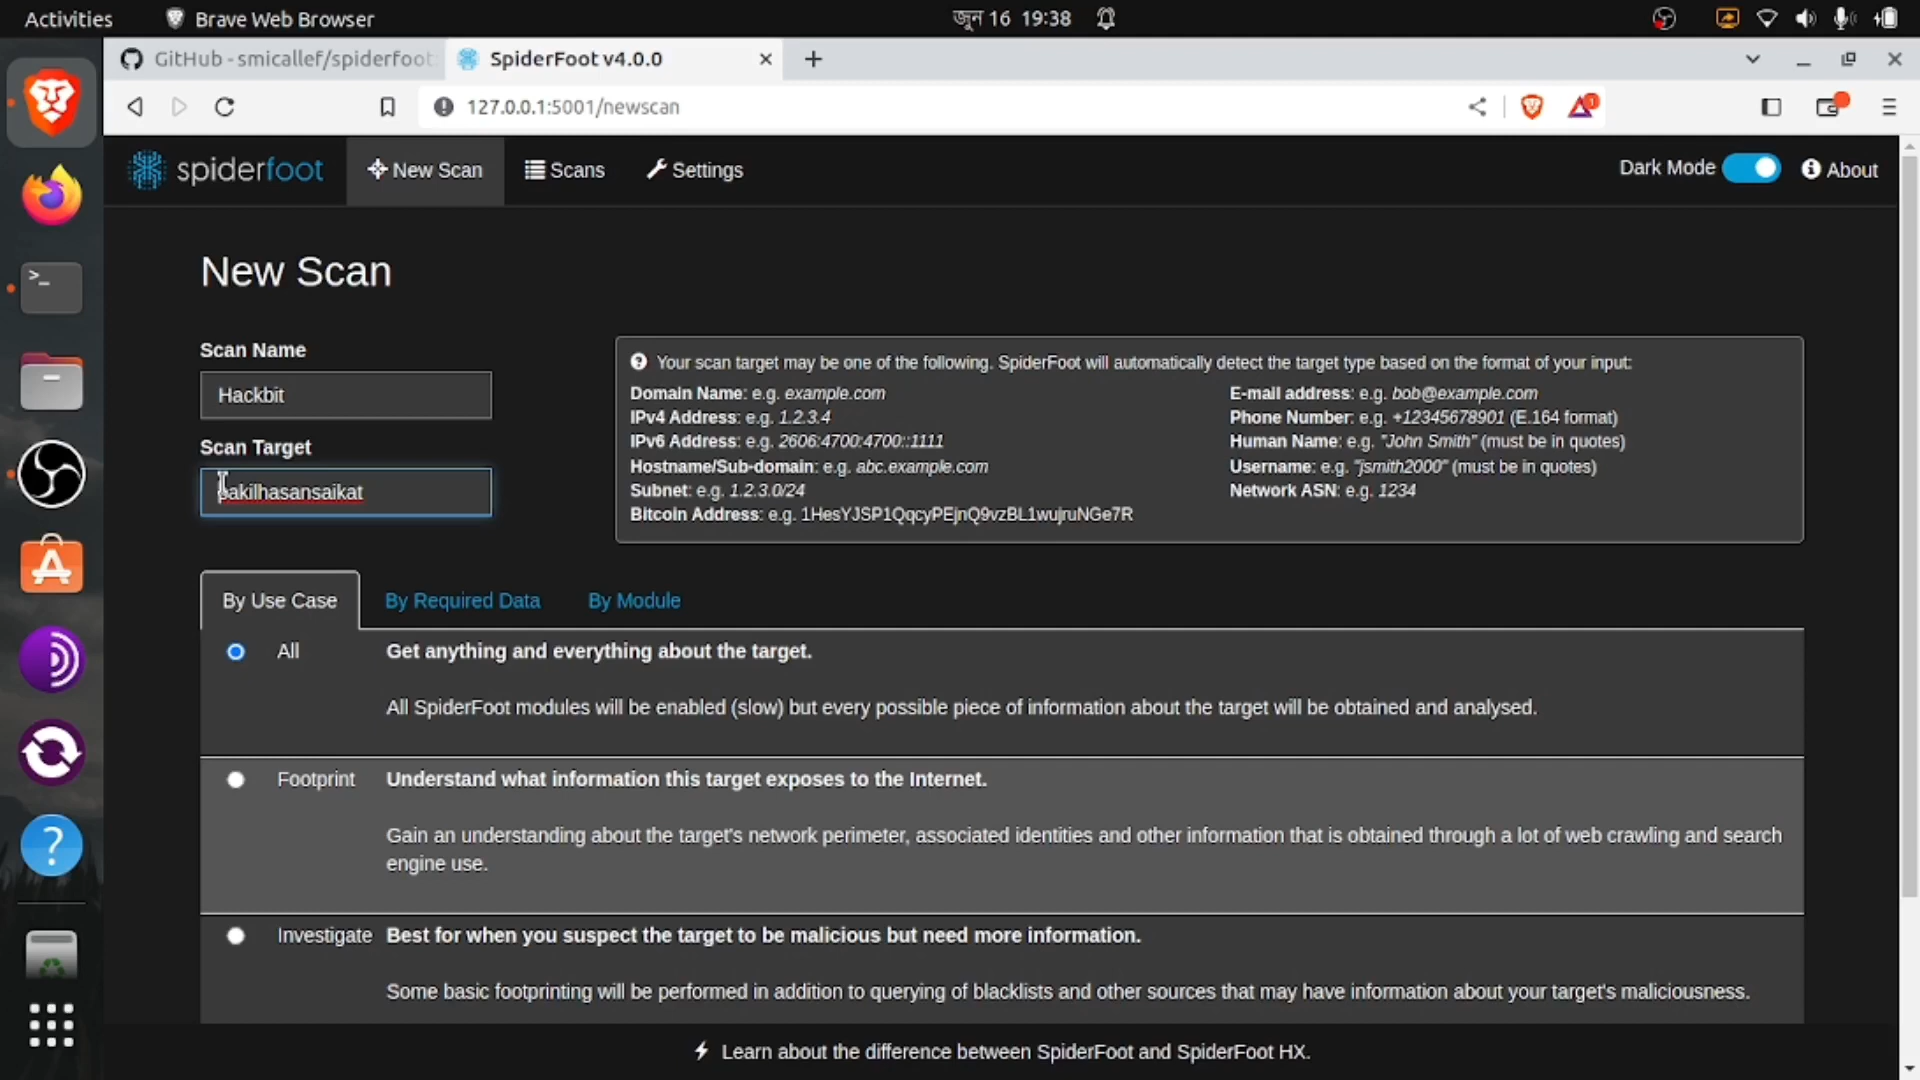 Activities
Brave Web Browser
जून 16 19:38
GitHub - smicallef/spiderfoot:
SpiderFoot v4.0.0
127.0.0.1:5001/newscan
spiderfoot
New Scan
Scans
Settings
Dark Mode
About
New Scan
Scan Name
Hackbit
Scan Target
Your scan target may be one of the following. SpiderFoot will automatically detect the target type based on the format of your input:
Domain Name: e.g. example.com
IPv4 Address: e.g. 1.2.3.4
IPv6 Address: e.g. 2606:4700:4700::1111
Hostname/Sub-domain: e.g. abc.example.com
Subnet: e.g. 1.2.3.0/24
Bitcoin Address: e.g. 1HesYJSP1QqcyPEjnQ9vzBL1wujruNGe7R
E-mail address: e.g. bob@example.com
Phone Number: e.g. +12345678901 (E.164 format)
Human Name: e.g. "John Smith" (must be in quotes)
Username: e.g. "jsmith2000" (must be in quotes)
Network ASN: e.g. 1234
By Use Case
By Required Data
By Module
All
Get anything and everything about the target.
All SpiderFoot modules will be enabled (slow) but every possible piece of information about the target will be obtained and analysed.
Footprint
Understand what information this target exposes to the Internet.
Gain an understanding about the target's network perimeter, associated identities and other information that is obtained through a lot of web crawling and search
engine use.
Investigate
Best for when you suspect the target to be malicious but need more information.
Some basic footprinting will be performed in addition to querying of blacklists and other sources that may have information about your target's maliciousness.
Learn about the difference between SpiderFoot and SpiderFoot HX.